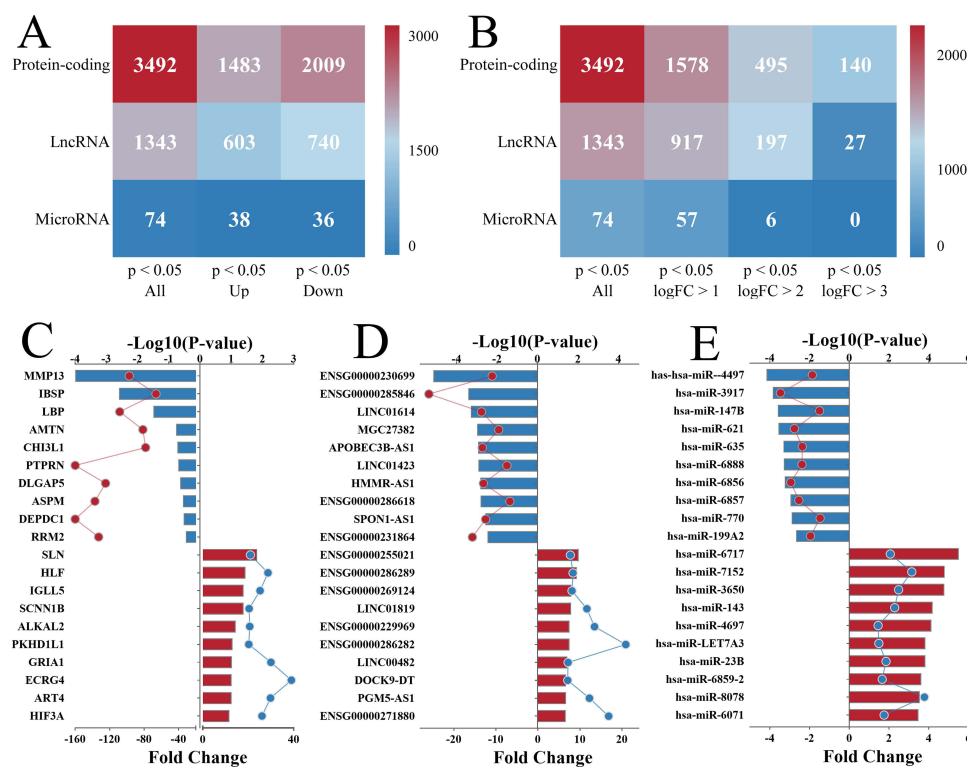 A
3000
1500
0
Protein-coding
3492
1483
2009
LncRNA
1343
603
740
MicroRNA
74
38
36
p < 0.05
All
p < 0.05
Up
p < 0.05
Down
B
2000
1000
0
Protein-coding
3492
1578
495
140
LncRNA
1343
917
197
27
MicroRNA
74
57
6
0
p < 0.05
All
p < 0.05
logFC > 1
p < 0.05
logFC > 2
p < 0.05
logFC > 3
C
-Log10(P-value)
-4 -3 -2 -1 0 1 2 3
MMP13
IBSP
LBP
AMTN
CHI3L1
PTPRN
DLGAP5
ASPM
DEPDC1
RRM2
SLN
HLF
IGLL5
SCNN1B
ALKAL2
PKHD1L1
GRIA1
ECRG4
ART4
HIF3A
-160 -120 -80 -40 0 40
Fold Change
D
-Log10(P-value)
-4 -2 0 2 4
ENSG00000230699
ENSG00000285846
LINC01614
MGC27382
APOBEC3B-AS1
LINC01423
HMMR-AS1
ENSG00000286618
SPON1-AS1
ENSG00000231864
ENSG00000255021
ENSG00000286289
ENSG00000269124
LINC01819
ENSG00000229969
ENSG00000286282
LINC00482
DOCK9-DT
PGM5-AS1
ENSG00000271880
-20 -10 0 10 20
Fold Change
E
-Log10(P-value)
-4 -2 0 2 4
has-hsa-miR--4497
hsa-miR-3917
hsa-miR-147B
hsa-miR-621
hsa-miR-635
hsa-miR-6888
hsa-miR-6856
hsa-miR-6857
hsa-miR-770
hsa-miR-199A2
hsa-miR-6717
hsa-miR-7152
hsa-miR-3650
hsa-miR-143
hsa-miR-4697
hsa-miR-LET7A3
hsa-miR-23B
hsa-miR-6859-2
hsa-miR-8078
hsa-miR-6071
-4 -2 0 2 4
Fold Change